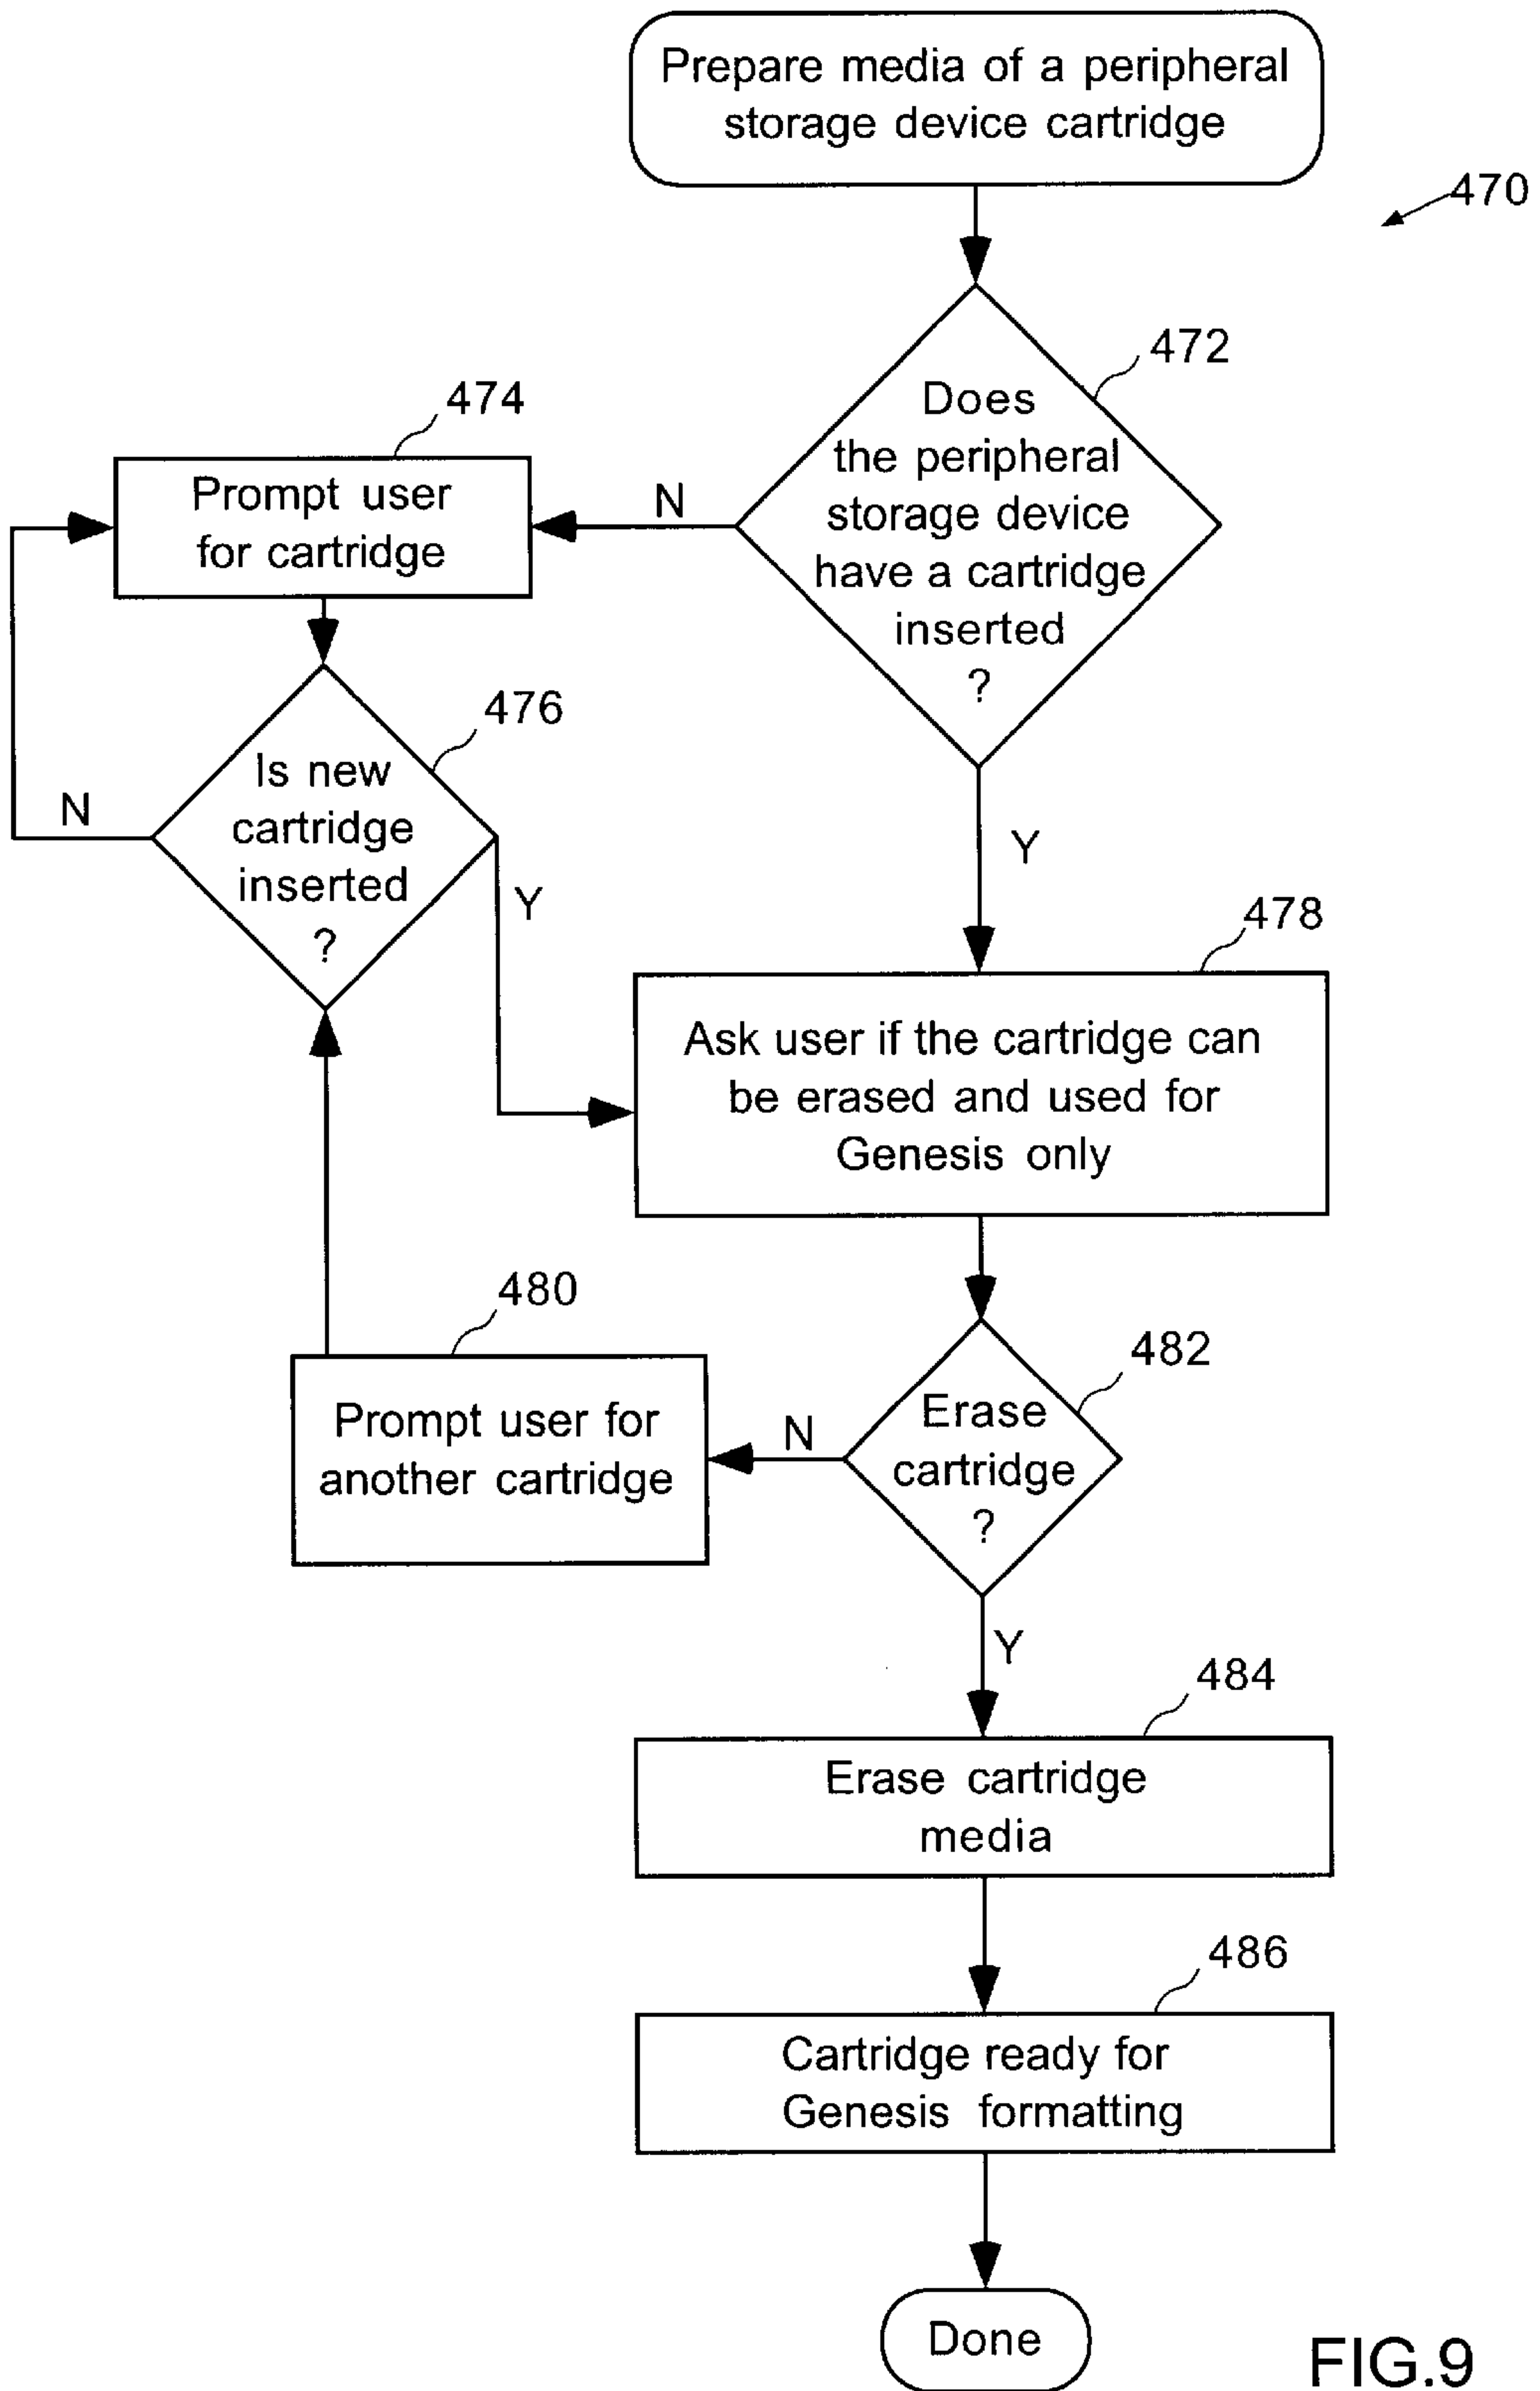 Prepare media of a peripheral
storage device cartridge
470
472
Does
the peripheral
storage device
have a cartridge
inserted
?
N
474
Prompt user
for cartridge
476
Is new
cartridge
inserted
?
N
Y
Y
478
Ask user if the cartridge can
be erased and used for
Genesis only
480
Prompt user for
another cartridge
482
Erase
cartridge
?
N
Y
484
Erase cartridge
media
486
Cartridge ready for
Genesis formatting
Done
FIG.9